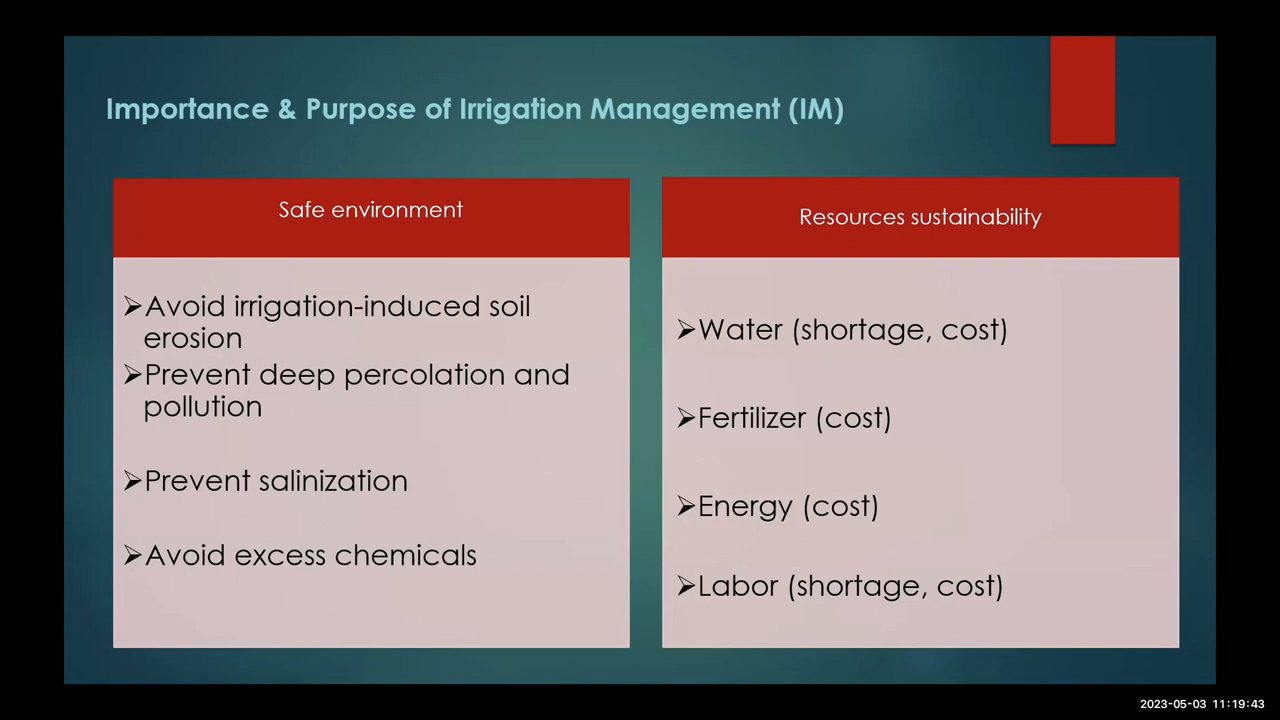 Importance & Purpose of Irrigation Management (IM)
Safe environment
➢Avoid irrigation-induced soil
erosion
➢Prevent deep percolation and
pollution
➢Prevent salinization
➢Avoid excess chemicals
Resources sustainability
➢Water (shortage, cost)
➢Fertilizer (cost)
➢Energy (cost)
➢Labor (shortage, cost)
2023-05-03 11:19:43